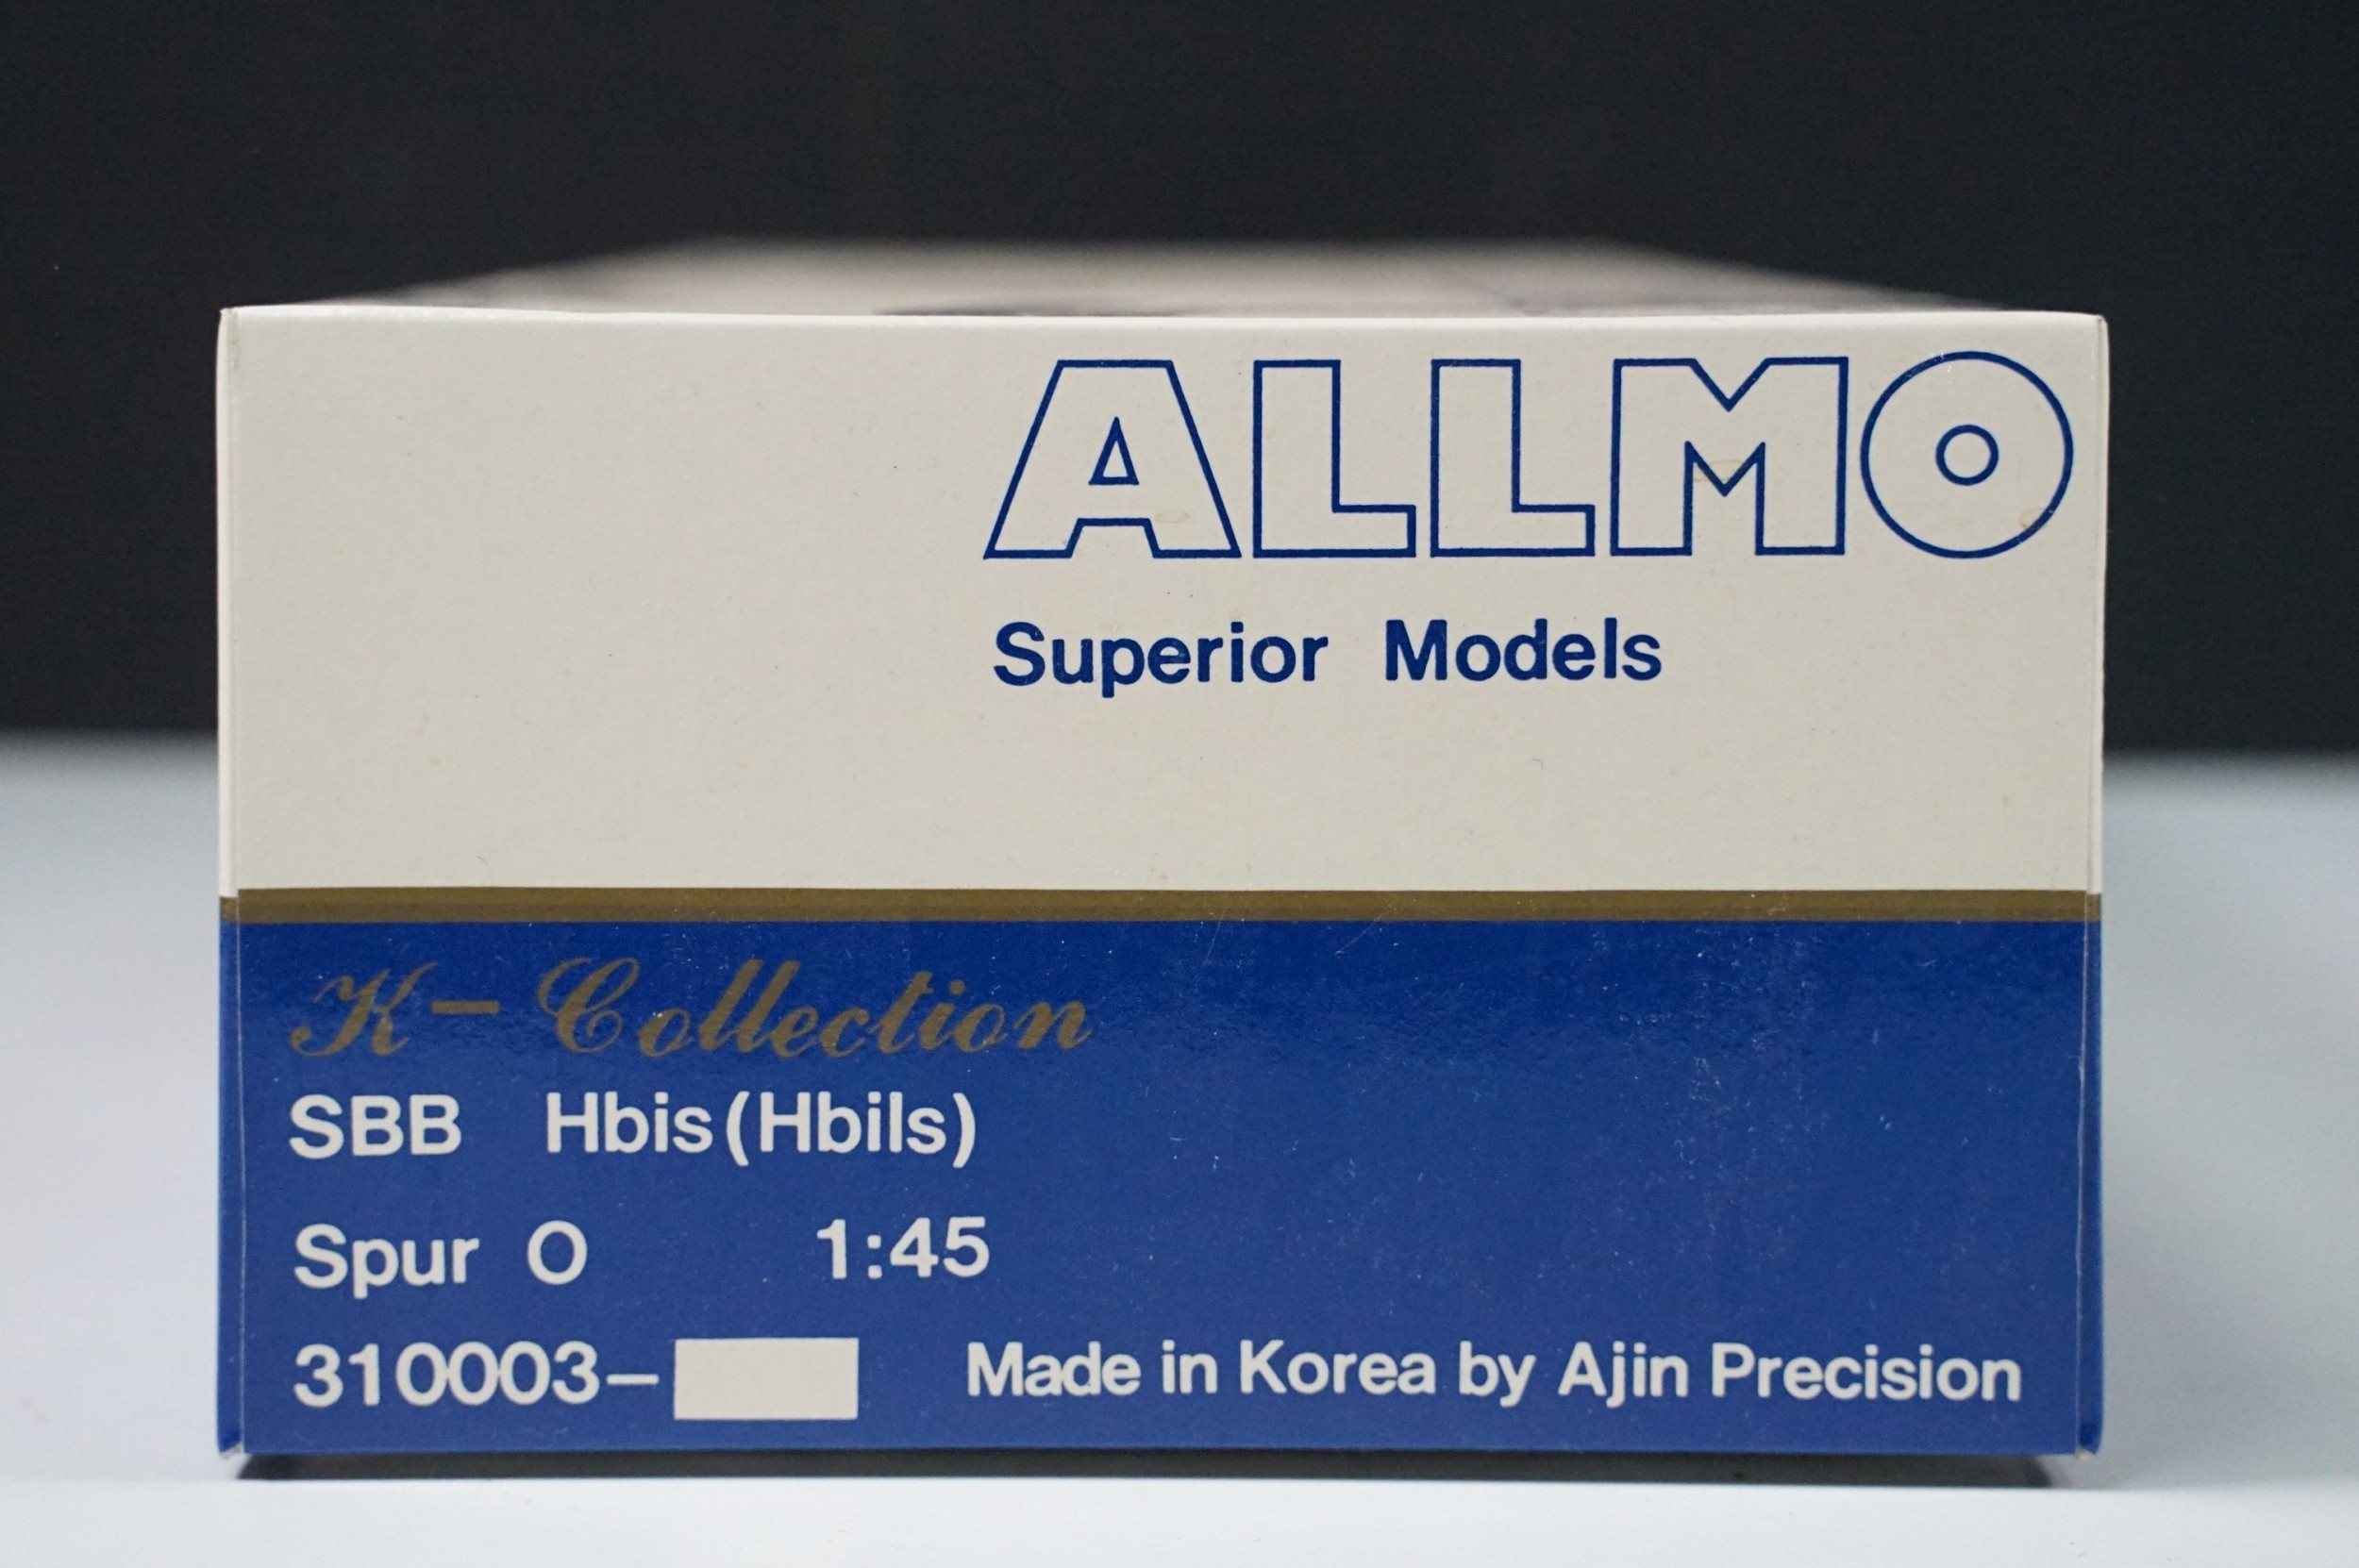 ALLMO
Superior Models
K-Collection
SBB Hbis(Hbils)
Spur O 1:45
310003- Made in Korea by Ajin Precision